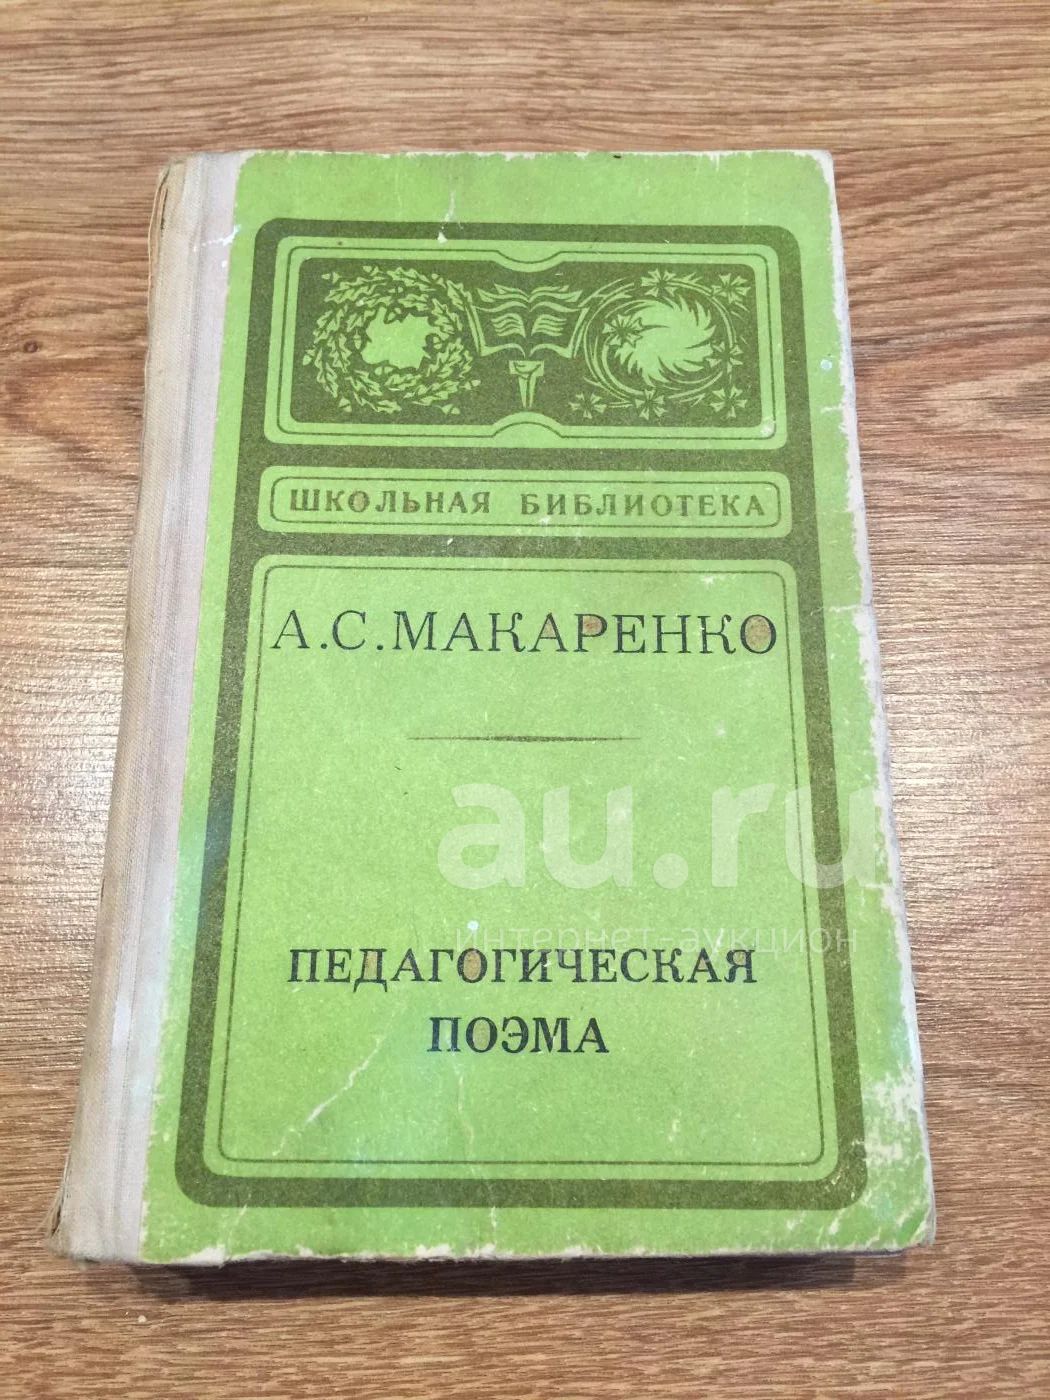 ШКОЛЬНАЯ БИБЛИОТЕКА
А.С.МАКАРЕНКО
au.ru
интернет-аукцион
ПЕДАГОГИЧЕСКАЯ
ПОЭМА